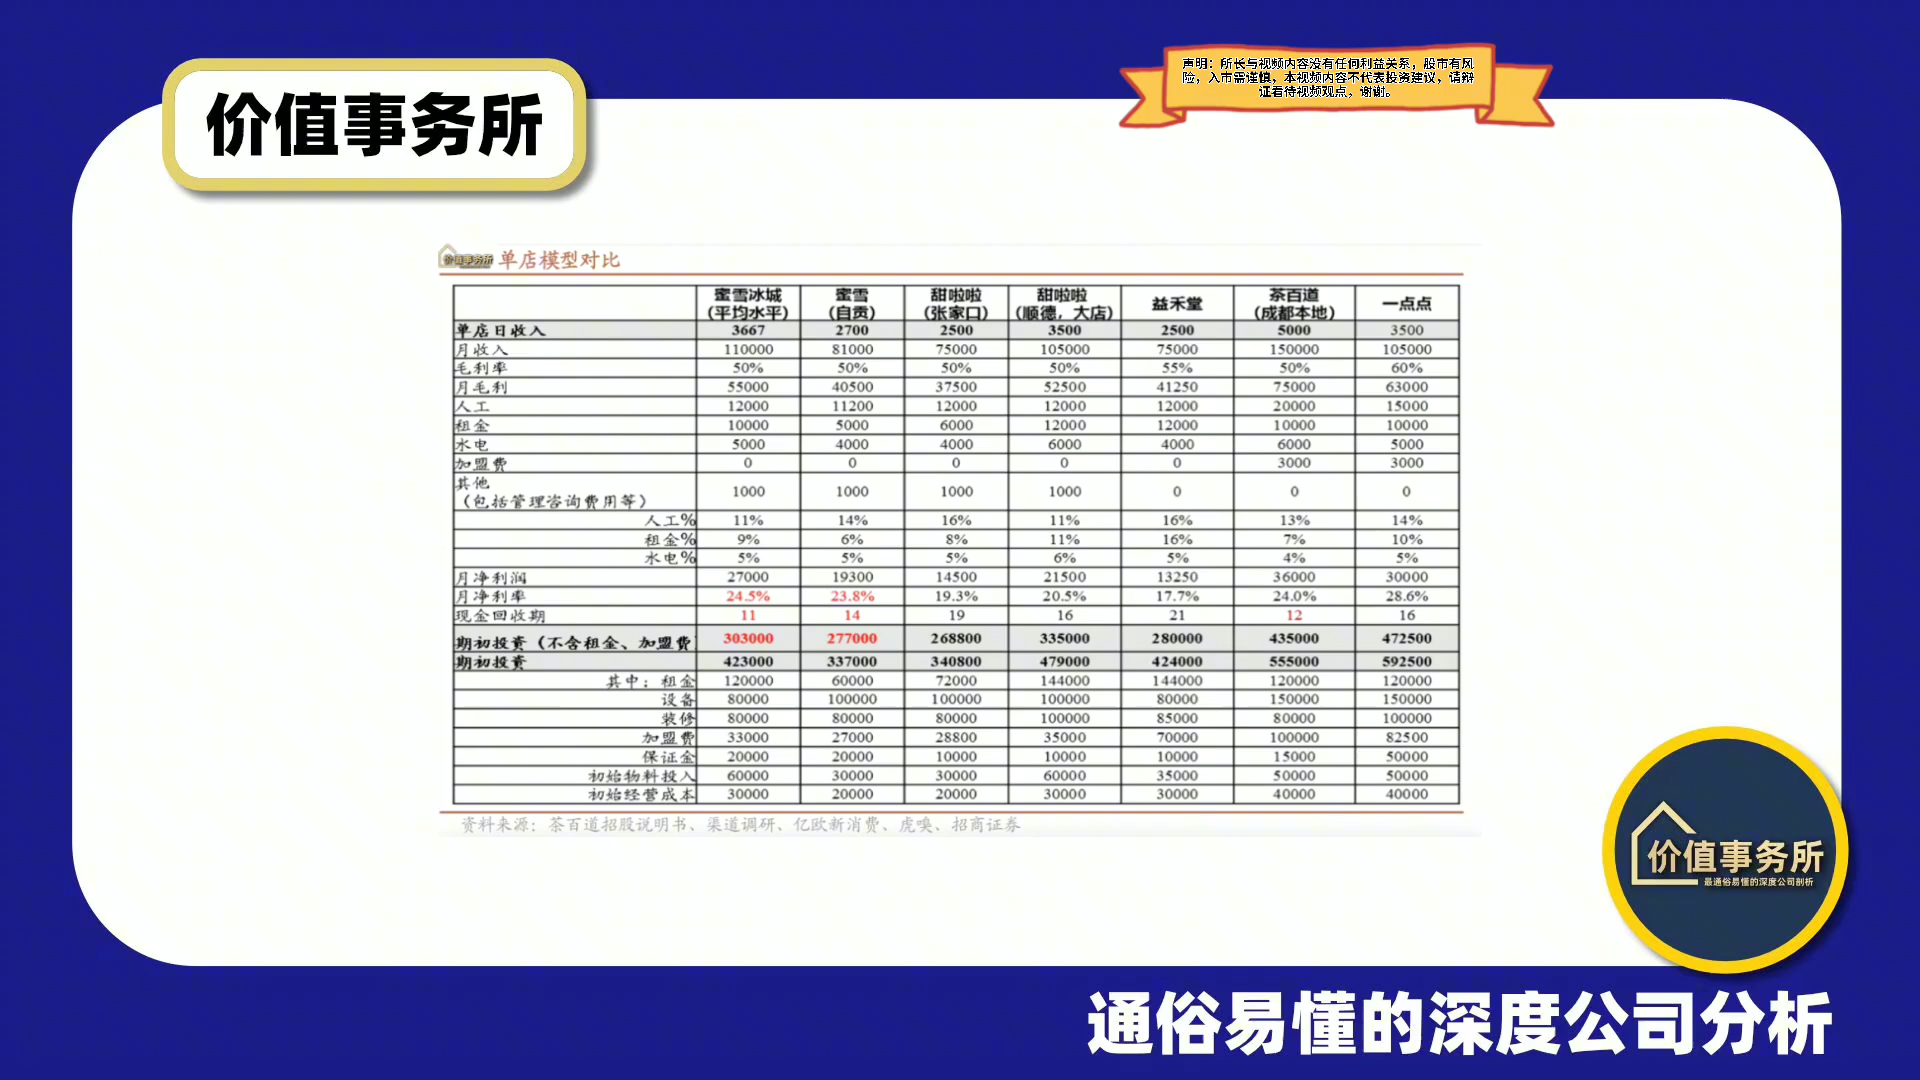 价值事务所
声明：所长与视频内容没有任何利益关系，股市有风
险，入市需谨慎，本视频内容不代表投资建议，请辩
证看待视频观点，谢谢。
价值事务所 单店模型对比
蜜雪冰城（平均水平） 蜜雪（自贡） 甜啦啦（张家口） 甜啦啦（顺德，大店） 益禾堂 茶百道（成都本地） 一点点
单店日收入 3667 2700 2500 3500 2500 5000 3500
月收入 110000 81000 75000 105000 75000 150000 105000
毛利率 50% 50% 50% 50% 55% 50% 60%
月毛利 55000 40500 37500 52500 41250 75000 63000
人工 12000 11200 12000 12000 12000 20000 15000
租金 10000 5000 6000 12000 12000 10000 10000
水电 5000 4000 4000 6000 4000 6000 5000
加盟费 0 0 0 0 0 3000 3000
其他
（包括管理咨询费用等） 1000 1000 1000 1000 0 0 0
人工% 11% 14% 16% 11% 16% 13% 14%
租金% 9% 6% 8% 11% 16% 7% 10%
水电% 5% 5% 5% 6% 5% 4% 5%
月净利润 27000 19300 14500 21500 13250 36000 30000
月净利率 24.5% 23.8% 19.3% 20.5% 17.7% 24.0% 28.6%
现金回收期 11 14 19 16 21 12 16
期初投资（不含租金、加盟费 303000 277000 268800 335000 280000 435000 472500
期初投资 423000 337000 340800 479000 424000 555000 592500
其中：租金 120000 60000 72000 144000 144000 120000 120000
设备 80000 100000 100000 100000 80000 150000 150000
装修 80000 80000 80000 100000 85000 80000 100000
加盟费 33000 27000 28800 35000 70000 100000 82500
保证金 20000 20000 10000 10000 10000 15000 50000
初始物料投入 60000 30000 30000 60000 35000 50000 50000
初始经营成本 30000 20000 20000 30000 30000 40000 40000
资料来源：茶百道招股说明书、渠道调研、亿欧新消费、虎嗅、招商证券
价值事务所
最通俗易懂的深度公司剖析
通俗易懂的深度公司分析